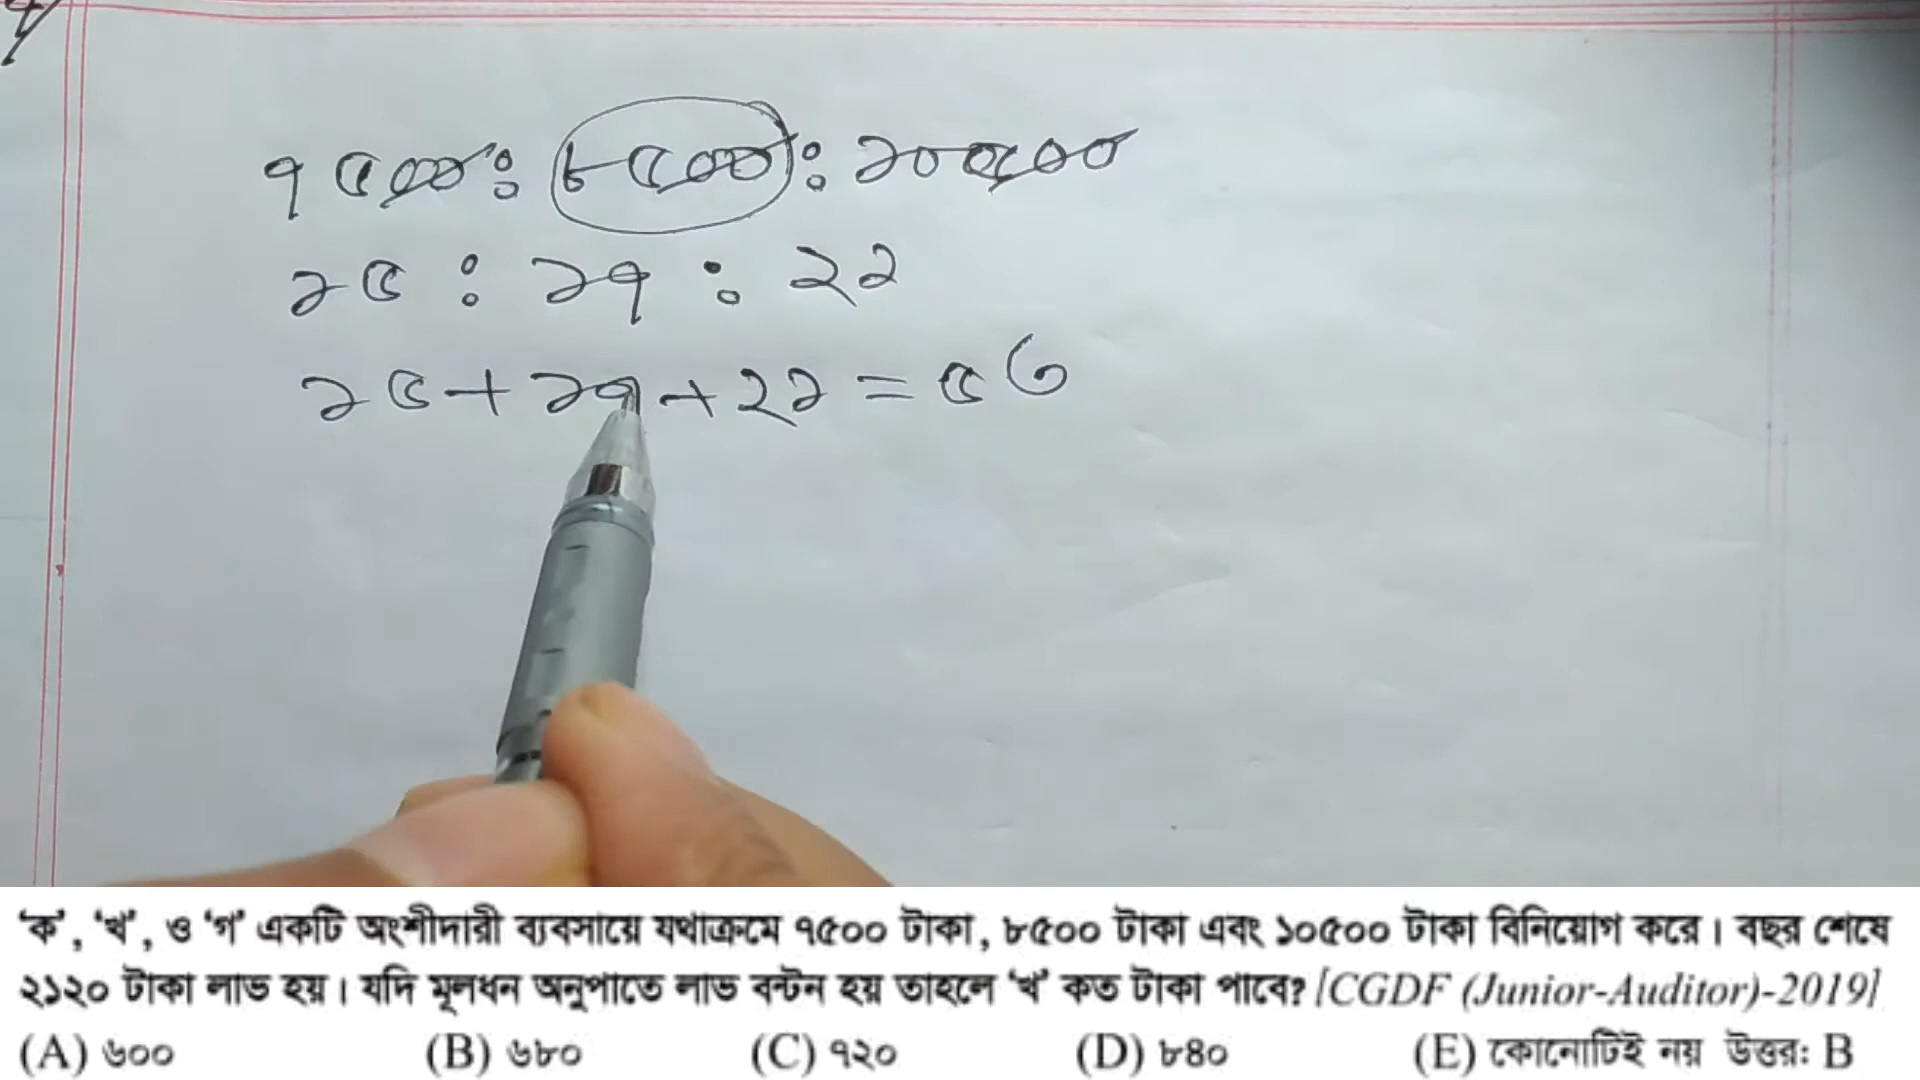 ৭৫০০ : ৮৫০০ : ১০৫০০
১৫ : ১৭ : ২১
১৫+১৭+২১=৫৩
‘ক’, ‘খ’, ও ‘গ’ একটি অংশীদারী ব্যবসায়ে যথাক্রমে ৭৫০০ টাকা, ৮৫০০ টাকা এবং ১০৫০০ টাকা বিনিয়োগ করে। বছর শেষে
২১২০ টাকা লাভ হয়। যদি মূলধন অনুপাতে লাভ বন্টন হয় তাহলে ‘খ’ কত টাকা পাবে? [CGDF (Junior-Auditor)-2019]
(A) ৬০০ (B) ৬৮০ (C) ৭২০ (D) ৮৪০ (E) কোনোটিই নয় উত্তর: B